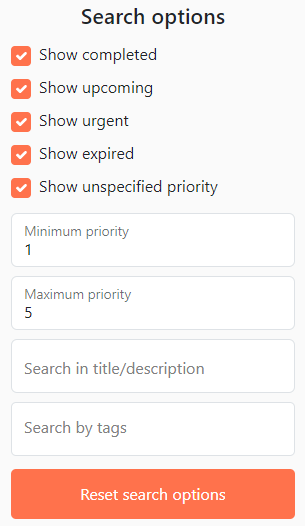 Search options
Show completed
Show upcoming
Show urgent
Show expired
Show unspecified priority
Minimum priority
1
Maximum priority
5
Search in title/description
Search by tags
Reset search options